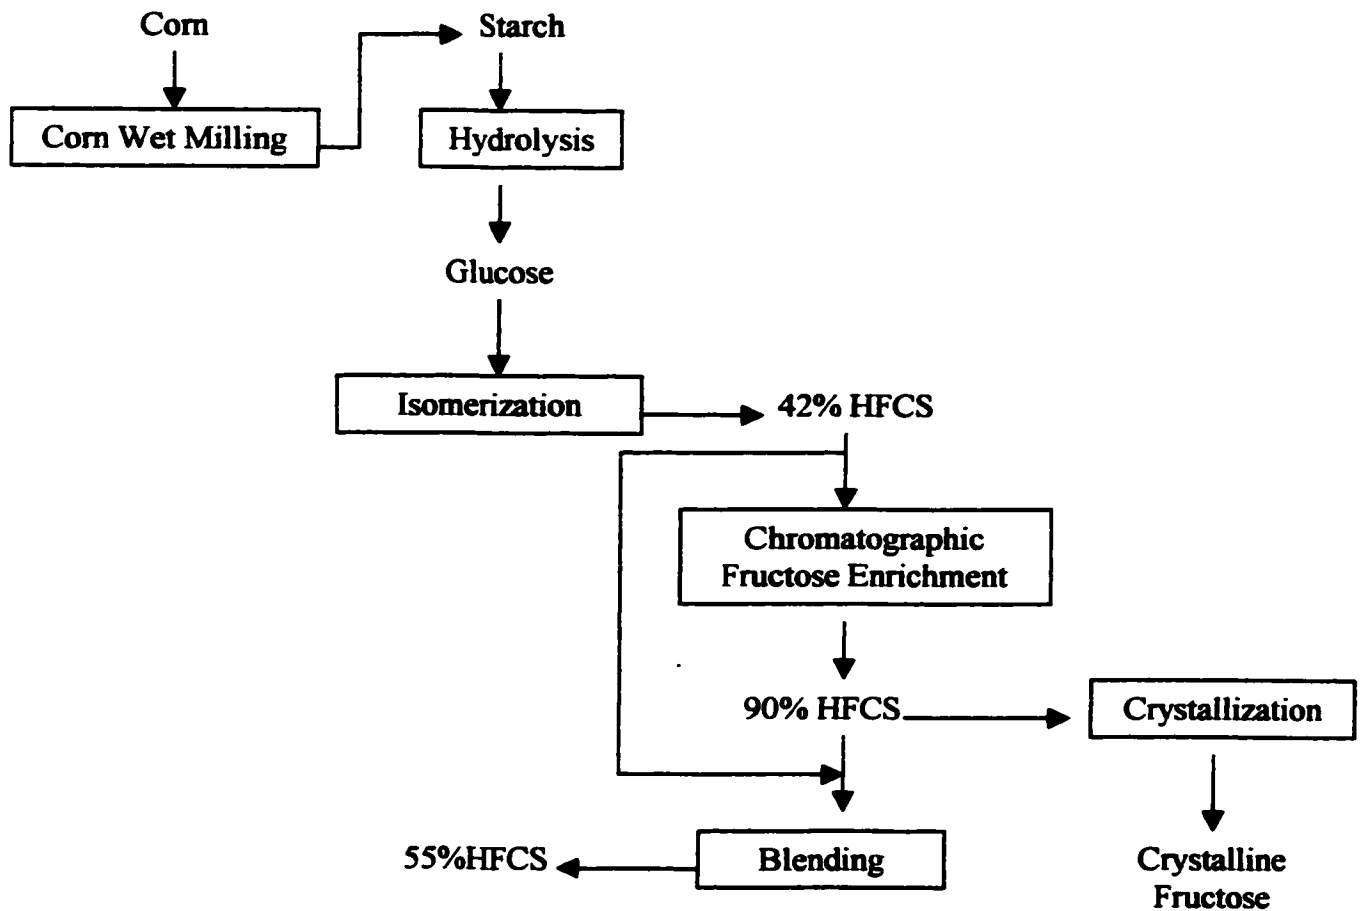 Corn
Starch
Corn Wet Milling
Hydrolysis
Glucose
Isomerization
42% HFCS
Chromatographic
Fructose Enrichment
90% HFCS
Crystallization
55%HFCS
Blending
Crystalline
Fructose